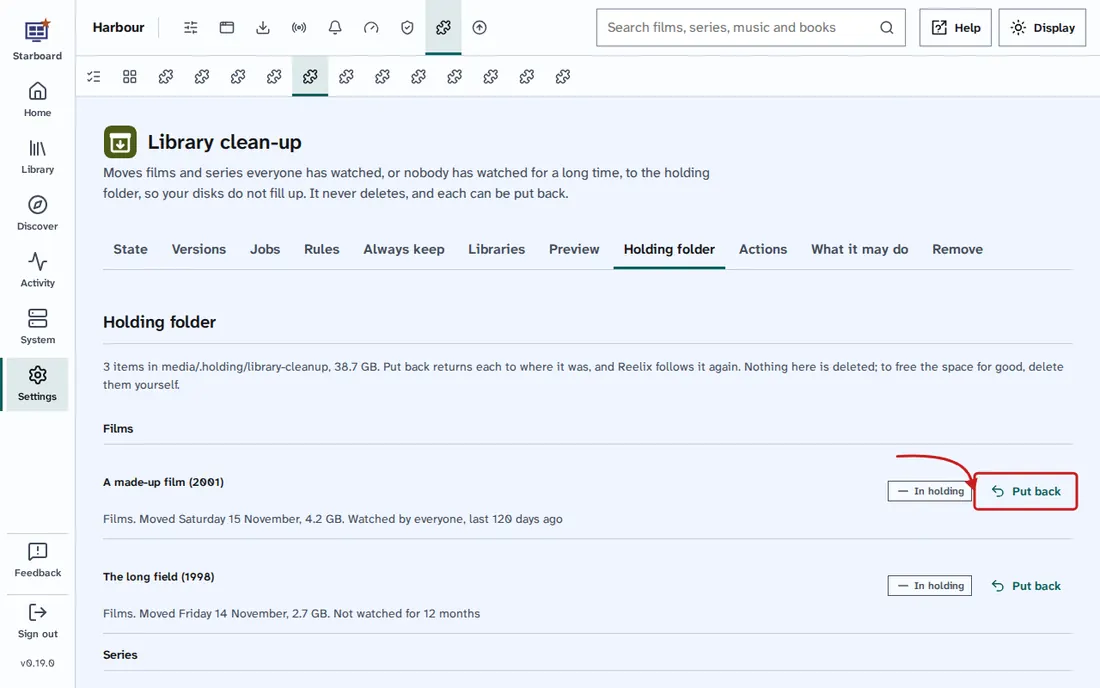 Starboard
Home
Library
Discover
Activity
System
Settings
Feedback
Sign out
v0.19.0
Harbour
Search films, series, music and books
Help
Display
Library clean-up
Moves films and series everyone has watched, or nobody has watched for a long time, to the holding
folder, so your disks do not fill up. It never deletes, and each can be put back.
State Versions Jobs Rules Always keep Libraries Preview Holding folder Actions What it may do Remove
Holding folder
3 items in media/.holding/library-cleanup, 38.7 GB. Put back returns each to where it was, and Reelix follows it again. Nothing here is deleted; to free the space for good, delete
them yourself.
Films
A made-up film (2001)
In holding
Put back
Films. Moved Saturday 15 November, 4.2 GB. Watched by everyone, last 120 days ago
The long field (1998)
In holding
Put back
Films. Moved Friday 14 November, 2.7 GB. Not watched for 12 months
Series